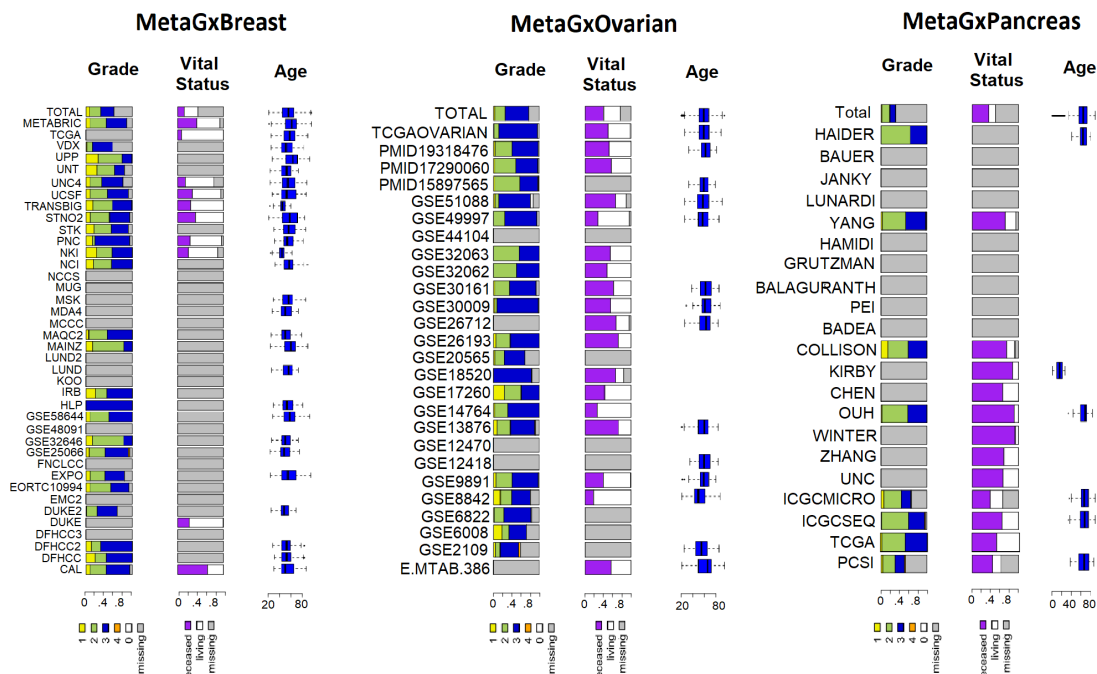 MetaGxBreast
Grade
Vital Status
Age
TOTAL
METABRIC
TCGA
VDX
UPP
UNT
UNC4
UCSF
TRANSBIG
STNO2
STK
PNC
NKI
NCI
NCCS
MUG
MSK
MDA4
MCCC
MAQC2
MAINZ
LUND2
LUND
KOO
IRB
HLP
GSE58644
GSE48091
GSE32646
GSE25066
FNCLCC
EXPO
EORTC10994
EMC2
DUKE2
DUKE
DFHCC3
DFHCC2
DFHCC
CAL
0 .4 .8
0 .4 .8
20 80
1
2
3
4
0
missing
eceased
living
missing
MetaGxOvarian
Grade
Vital Status
Age
TOTAL
TCGAOVARIAN
PMID19318476
PMID17290060
PMID15897565
GSE51088
GSE49997
GSE44104
GSE32063
GSE32062
GSE30161
GSE30009
GSE26712
GSE26193
GSE20565
GSE18520
GSE17260
GSE14764
GSE13876
GSE12470
GSE12418
GSE9891
GSE8842
GSE6822
GSE6008
GSE2109
E.MTAB.386
0 .4 .8
0 .4 .8
20 80
1
2
3
4
0
missing
eceased
living
missing
MetaGxPancreas
Grade
Vital Status
Age
Total
HAIDER
BAUER
JANKY
LUNARDI
YANG
HAMIDI
GRUTZMAN
BALAGURANTH
PEI
BADEA
COLLISON
KIRBY
CHEN
OUH
WINTER
ZHANG
UNC
ICGCMICRO
ICGCSEQ
TCGA
PCSI
0 .4 .8
0 .4 .8
0 40 80
1
2
3
4
0
missing
eceased
living
missing